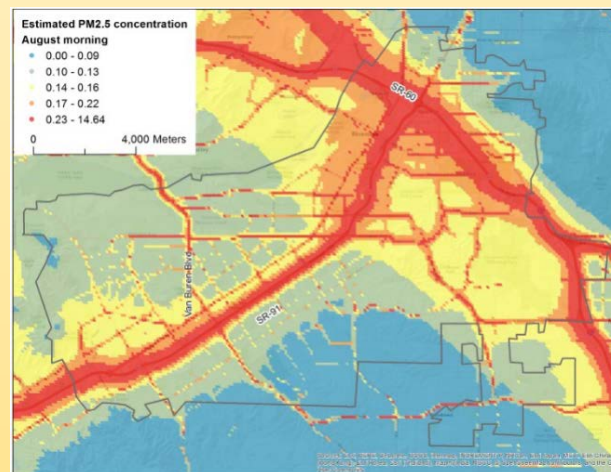 Estimated PM2.5 concentration
August morning
0.00 - 0.09
0.10 - 0.13
0.14 - 0.16
0.17 - 0.22
0.23 - 14.64
0 4,000 Meters
SR-60
Van Buren Blvd
SR-91